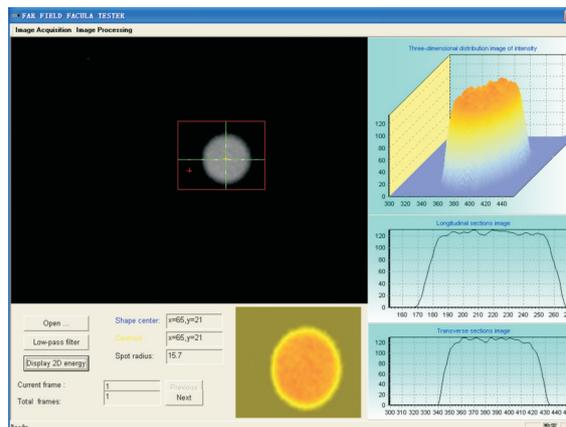 FAR FIELD FACULA TESTER
Image Acquisition Image Processing
Three-dimensional distribution image of intensity
120
100
80
60
40
20
0
300 320 340 360 380 400 420 440
Longitudinal sections image
120
100
80
60
40
20
0
160 170 180 190 200 210 220 230 240 250 260
Transverse sections image
120
100
80
60
40
20
0
300 310 320 330 340 350 360 370 380 390 400 410 420 430 440
Open ...
Low-pass filter
Display 2D energy
Shape center: x=65,y=21
Centroid: x=65,y=21
Spot radius: 15.7
Current frame : 1
Total frames: 1
Previous
Next